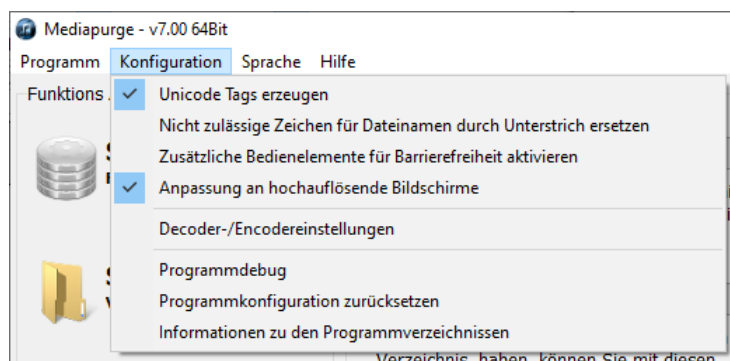 Mediapurge - v7.00 64Bit
Programm Konfiguration Sprache Hilfe
Funktions
Unicode Tags erzeugen
Nicht zulässige Zeichen für Dateinamen durch Unterstrich ersetzen
Zusätzliche Bedienelemente für Barrierefreiheit aktivieren
Anpassung an hochauflösende Bildschirme
Decoder-/Encodereinstellungen
Programmdebug
Programmkonfiguration zurücksetzen
Informationen zu den Programmverzeichnissen
Verzeichnis haben, können Sie mit diesen